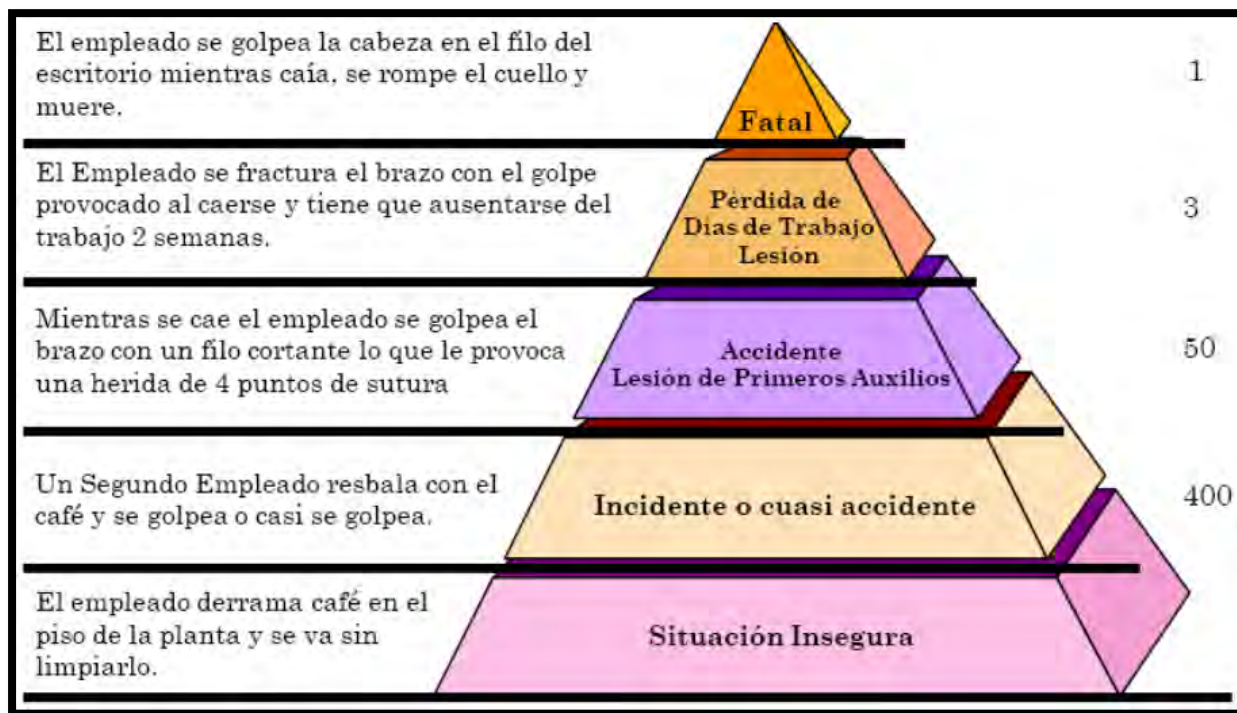 El empleado se golpea la cabeza en el filo del
escritorio mientras caía, se rompe el cuello y
muere.
Fatal
1
El Empleado se fractura el brazo con el golpe
provocado al caerse y tiene que ausentarse del
trabajo 2 semanas.
Pérdida de
Días de Trabajo
Lesión
3
Mientras se cae el empleado se golpea el
brazo con un filo cortante lo que le provoca
una herida de 4 puntos de sutura
Accidente
Lesión de Primeros Auxilios
50
Un Segundo Empleado resbala con el
café y se golpea o casi se golpea.
Incidente o cuasi accidente
400
El empleado derrama café en el
piso de la planta y se va sin
limpiarlo.
Situación Insegura